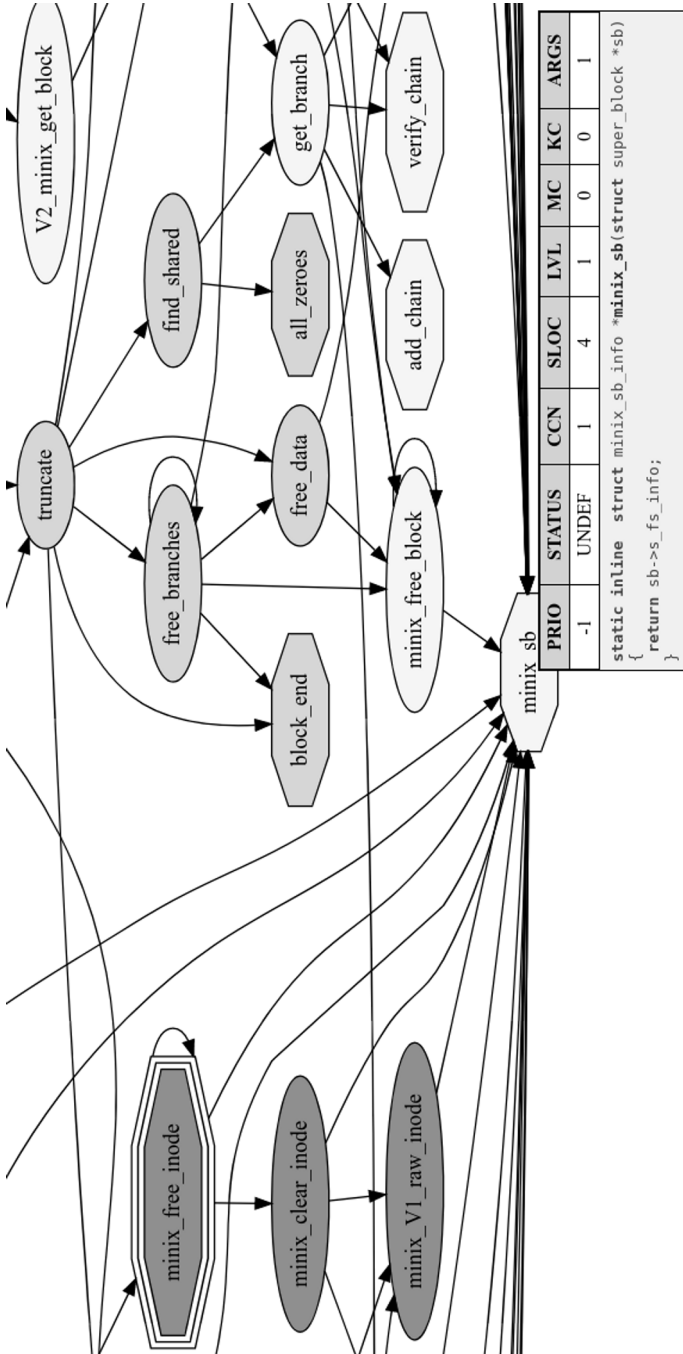 V2_minix_get_block
truncate
find_shared
free_branches
minix_free_inode
get_branch
all_zeroes
free_data
block_end
minix_clear_inode
verify_chain
add_chain
minix_free_block
minix_V1_raw_inode
minix_sb
PRIO STATUS CCN SLOC LVL MC KC ARGS
-1 UNDEF 1 4 1 0 0 1
static inline struct minix_sb_info *minix_sb(struct super_block *sb)
{
return sb->s_fs_info;
}